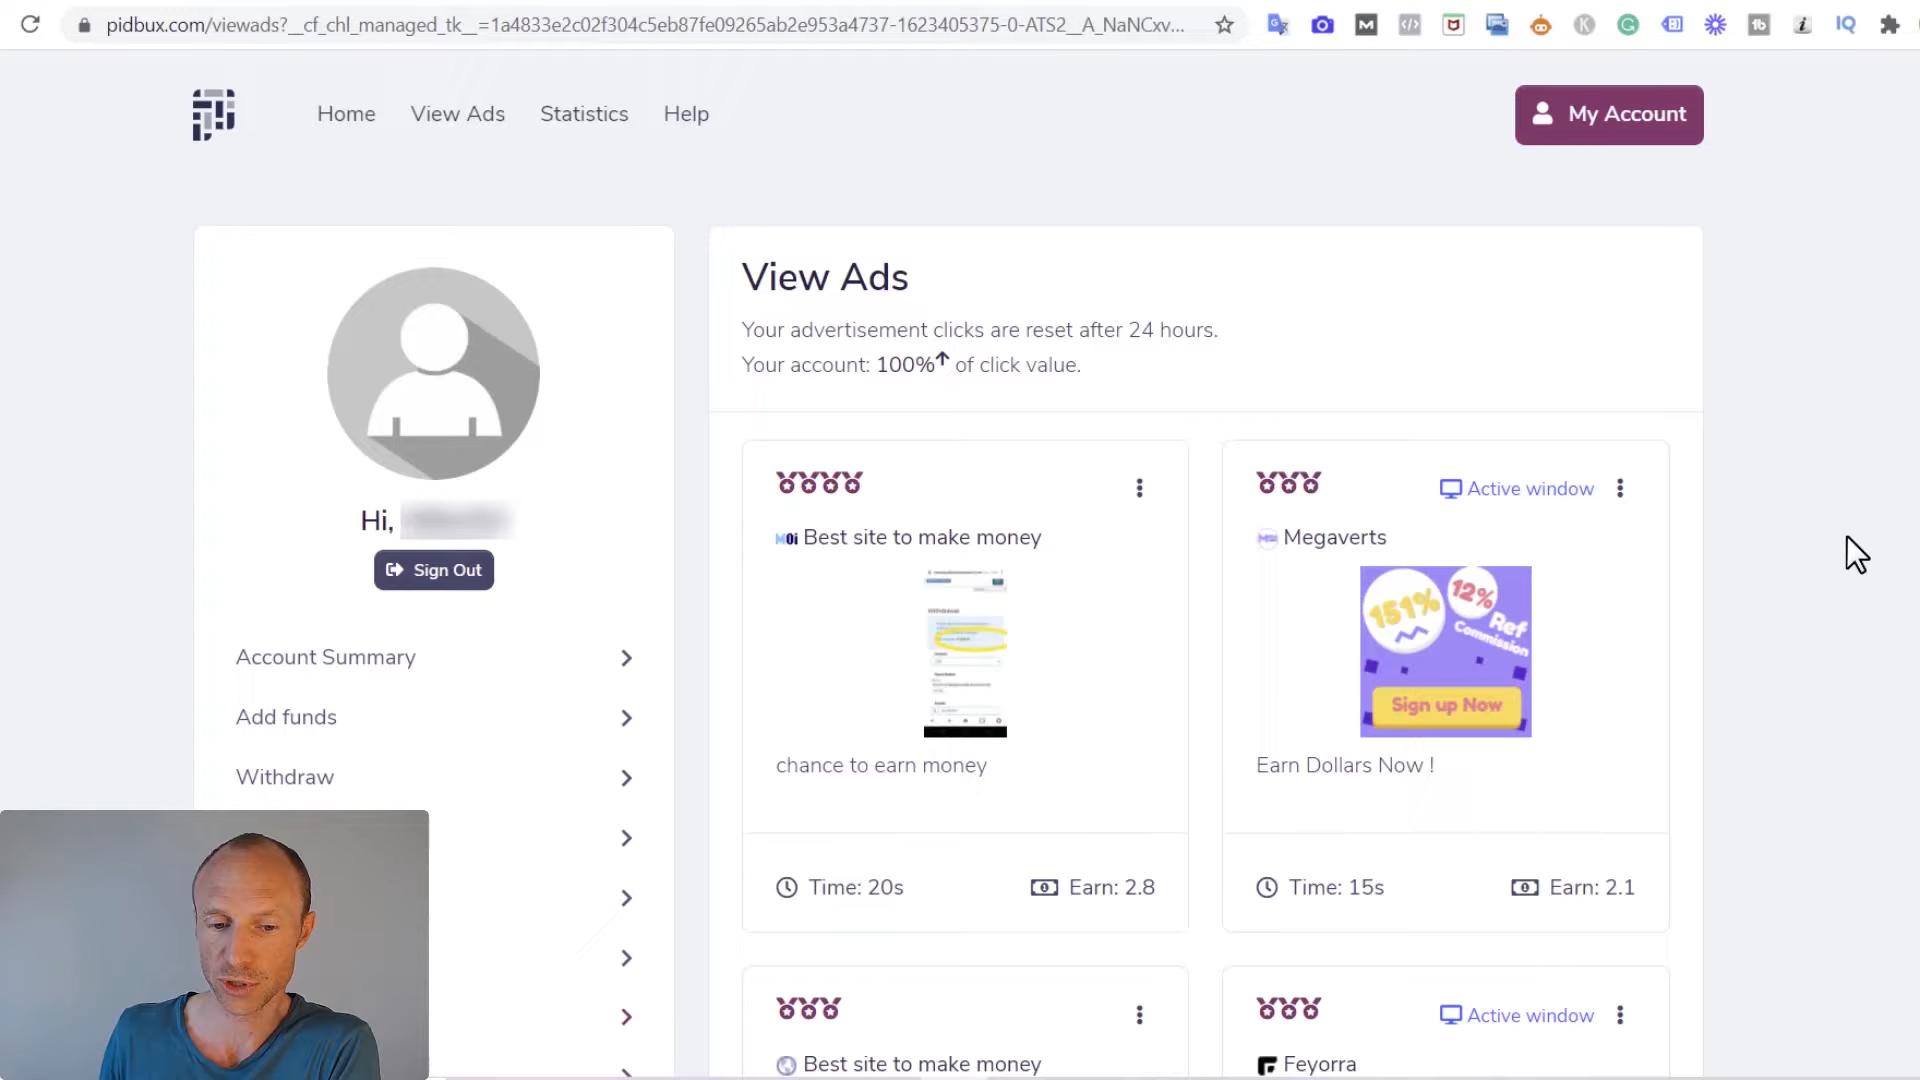 pidbux.com/viewads?__cf_chl_managed_tk__=1a4833e2c02f304c5eb87fe09265ab2e953a4737-1623405375-0-ATS2__A_NaNCxv...
Home View Ads Statistics Help
My Account
View Ads
Your advertisement clicks are reset after 24 hours.
Your account: 100% of click value.
Hi,
Sign Out
Account Summary
Add funds
Withdraw
Best site to make money
chance to earn money
Time: 20s Earn: 2.8
Active window
Megaverts
151%
12%
Ref
Commission
Sign up Now
Earn Dollars Now !
Time: 15s Earn: 2.1
Best site to make money
Active window
Feyorra